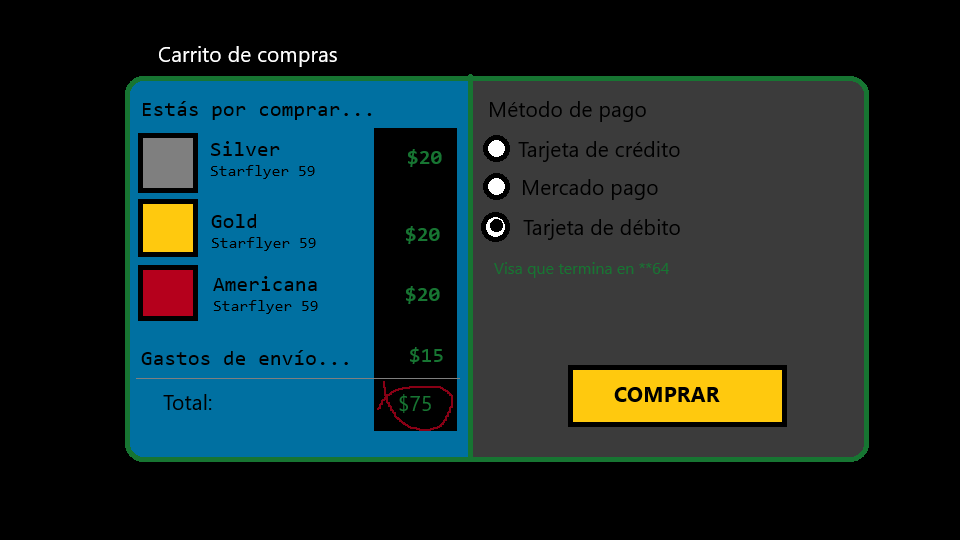 Carrito de compras
Estás por comprar...
Silver
Starflyer 59
$20
Gold
Starflyer 59
$20
Americana
Starflyer 59
$20
Gastos de envío...
$15
Total:
$75
Método de pago
Tarjeta de crédito
Mercado pago
Tarjeta de débito
Visa que termina en **64
COMPRAR